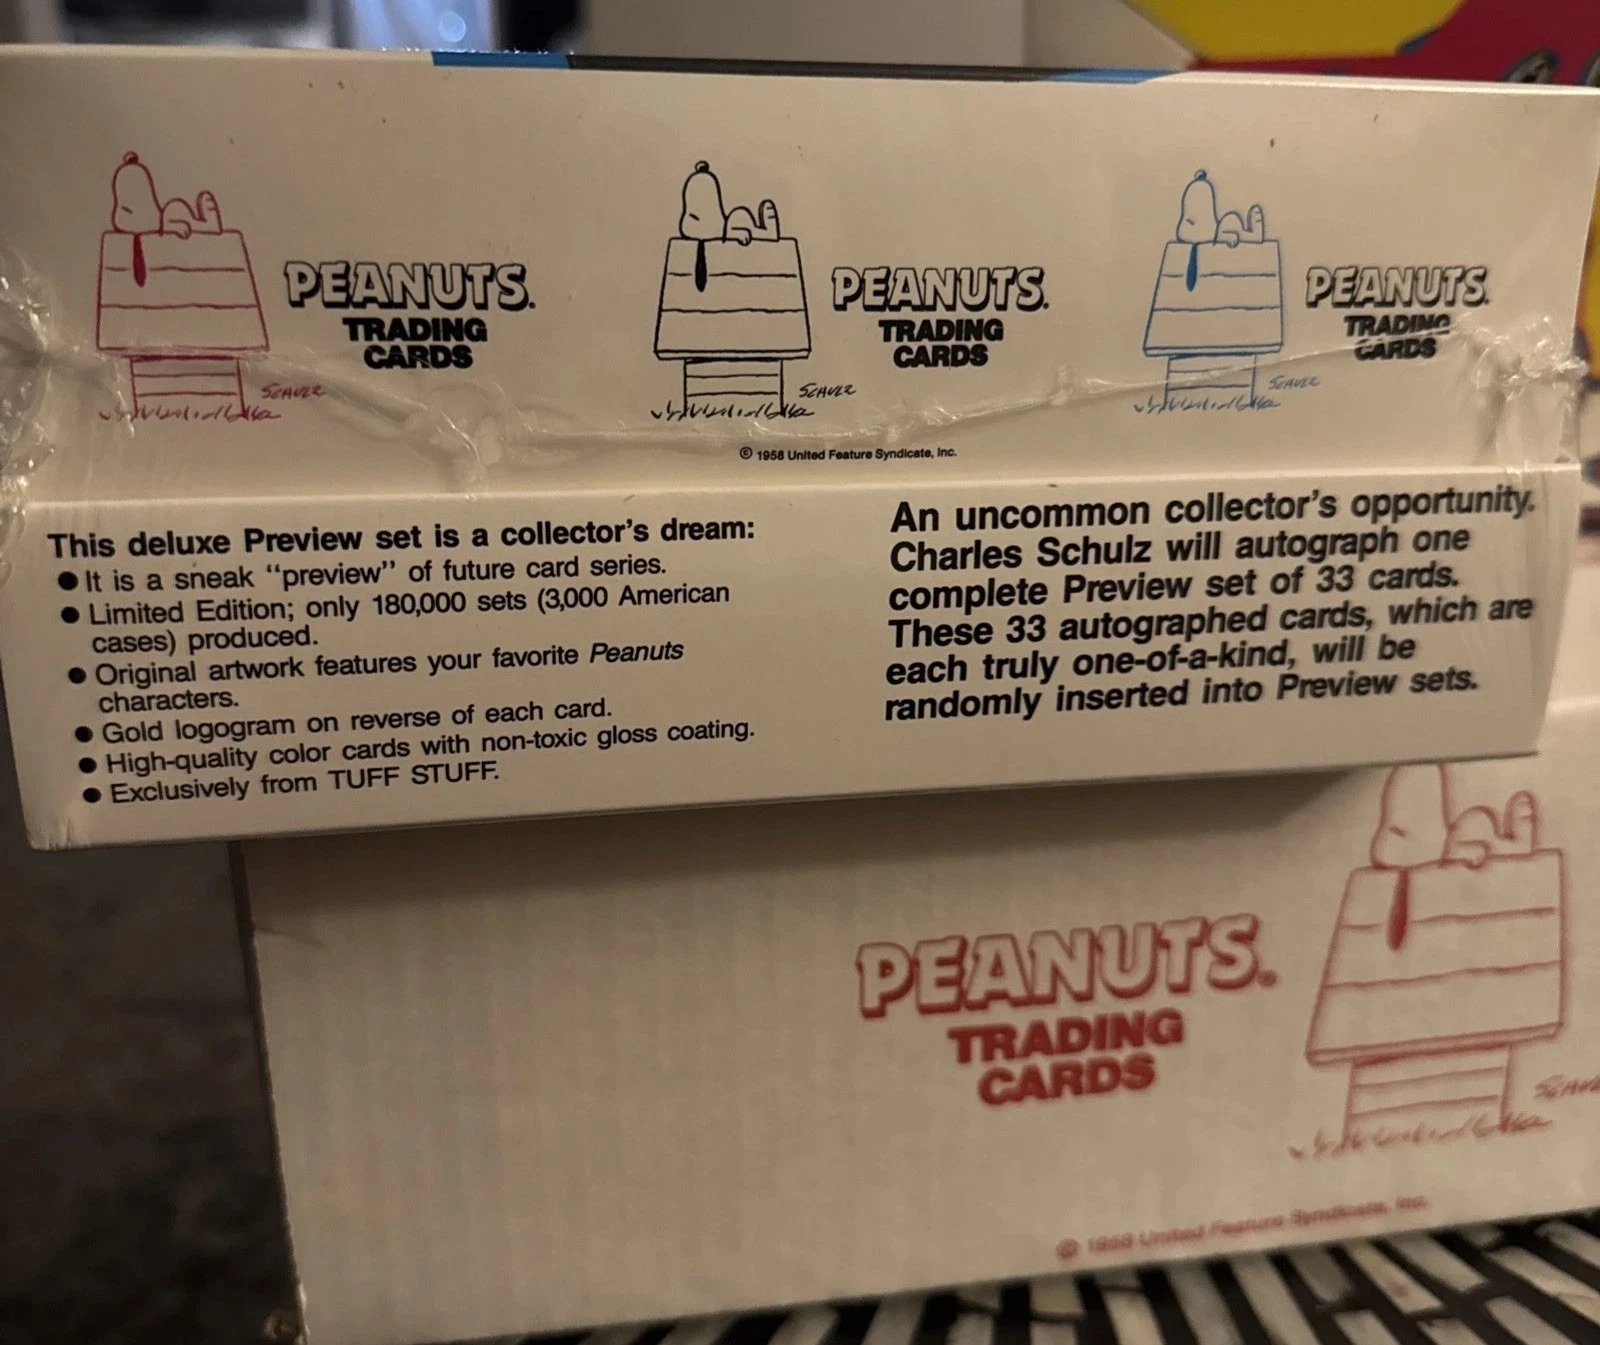 PEANUTS.
TRADING
CARDS
SCHULZ
PEANUTS.
TRADING
CARDS
SCHULZ
PEANUTS.
TRADING
CARDS
SCHULZ
© 1958 United Feature Syndicate, Inc.
This deluxe Preview set is a collector's dream:
● It is a sneak "preview" of future card series.
● Limited Edition; only 180,000 sets (3,000 American
cases) produced.
● Original artwork features your favorite Peanuts
characters.
● Gold logogram on reverse of each card.
● High-quality color cards with non-toxic gloss coating.
● Exclusively from TUFF STUFF.
An uncommon collector's opportunity.
Charles Schulz will autograph one
complete Preview set of 33 cards.
These 33 autographed cards, which are
each truly one-of-a-kind, will be
randomly inserted into Preview sets.
PEANUTS.
TRADING
CARDS
© 1958 United Feature Syndicate, Inc.